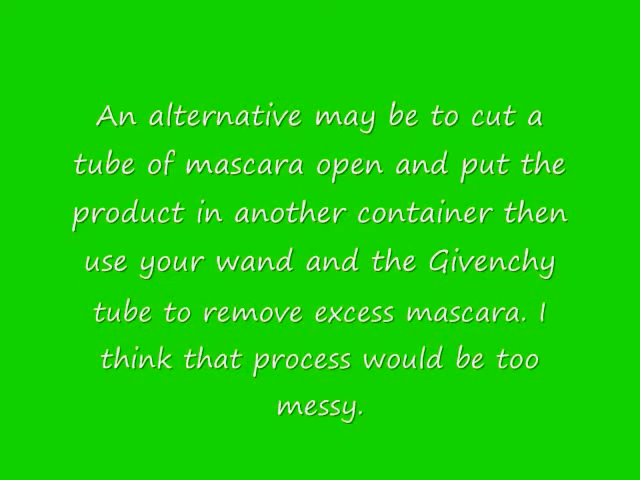 An alternative may be to cut a
tube of mascara open and put the
product in another container then
use your wand and the Givenchy
tube to remove excess mascara. I
think that process would be too
messy.